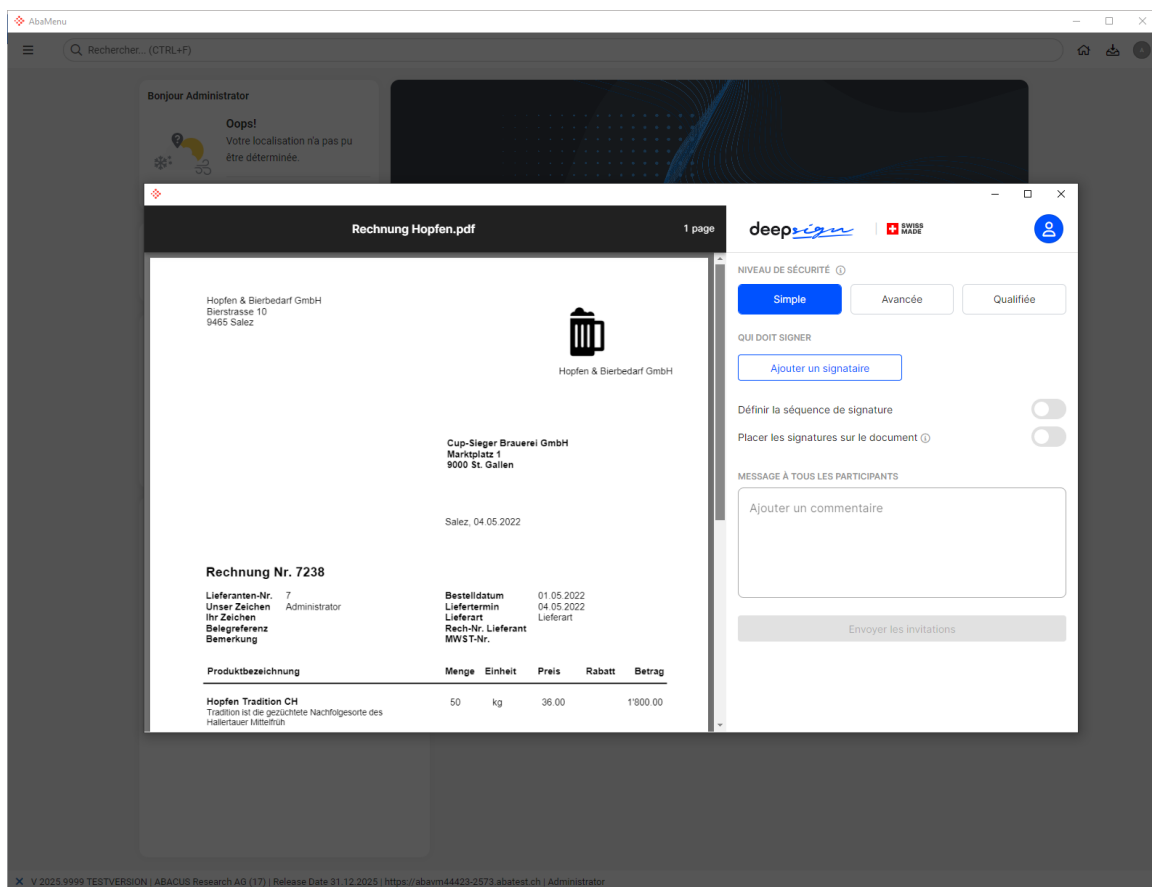 AbaMenu
Rechercher... (CTRL+F)
A
Bonjour Administrator
Oops!
Votre localisation n'a pas pu
être déterminée.
Rechnung Hopfen.pdf
1 page
deepsign
SWISS
MADE
Hopfen & Bierbedarf GmbH
Bierstrasse 10
9465 Salez
Hopfen & Bierbedarf GmbH
Cup-Sieger Brauerei GmbH
Marktplatz 1
9000 St. Gallen
Salez, 04.05.2022
Rechnung Nr. 7238
Lieferanten-Nr. 7
Unser Zeichen Administrator
Ihr Zeichen
Belegreferenz
Bemerkung
Bestelldatum 01.05.2022
Liefertermin 04.05.2022
Lieferart Lieferart
Rech-Nr. Lieferant
MWST-Nr.
Produktbezeichnung Menge Einheit Preis Rabatt Betrag
Hopfen Tradition CH 50 kg 36.00 1'800.00
Tradition ist die gezüchtete Nachfolgesorte des
Hallertauer Mittelfrüh
NIVEAU DE SÉCURITÉ
Simple Avancée Qualifiée
QUI DOIT SIGNER
Ajouter un signataire
Définir la séquence de signature
Placer les signatures sur le document
MESSAGE À TOUS LES PARTICIPANTS
Ajouter un commentaire
Envoyer les invitations
V 2025.9999 TESTVERSION | ABACUS Research AG (17) | Release Date 31.12.2025 | https://abavm44423-2573.abatest.ch | Administrator